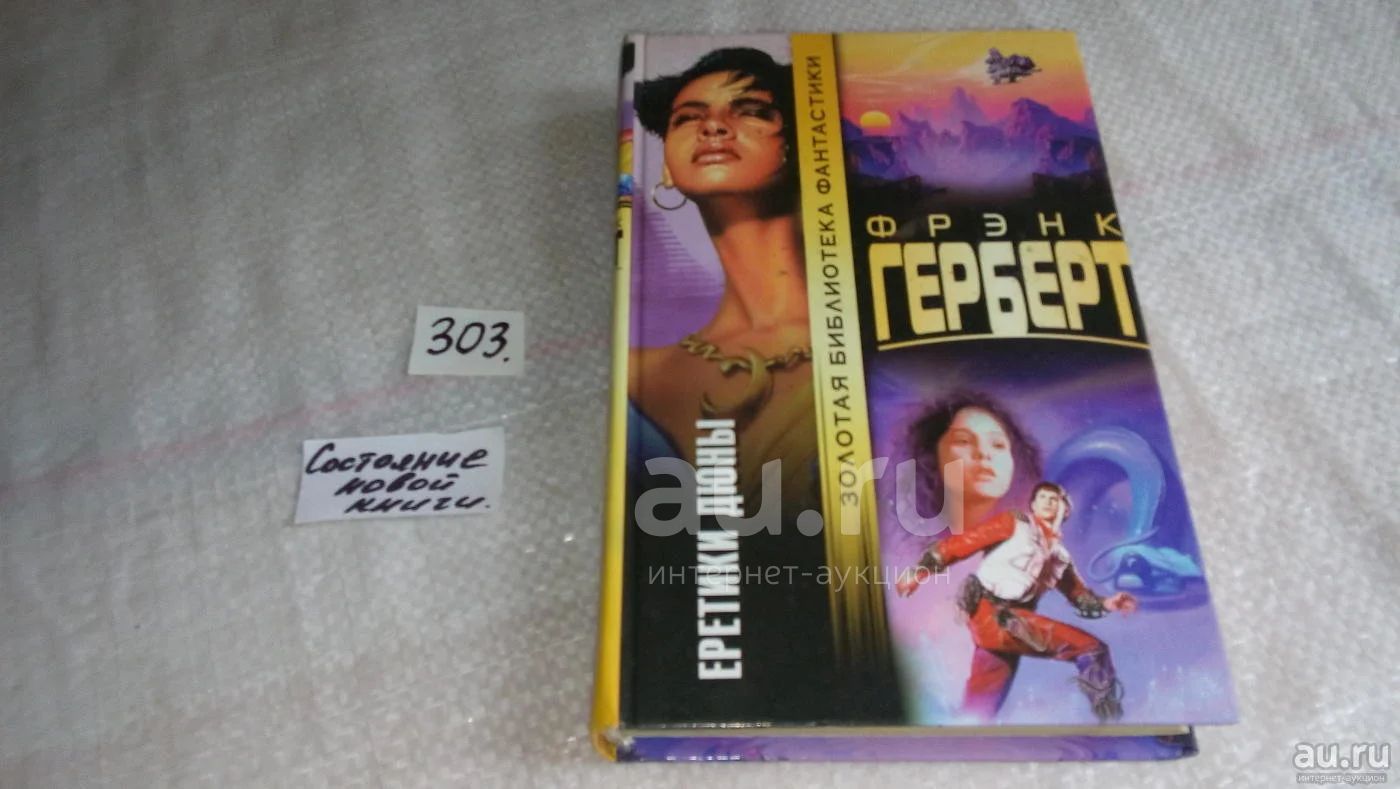 303.
Состояние
новой
книги.
ФРЭНК
ГЕРБЕРТ
ЗОЛОТАЯ БИБЛИОТЕКА ФАНТАСТИКИ
ЕРЕТИКИ ДЮНЫ
au.ru
интернет-аукцион
au.ru
интернет-аукцион